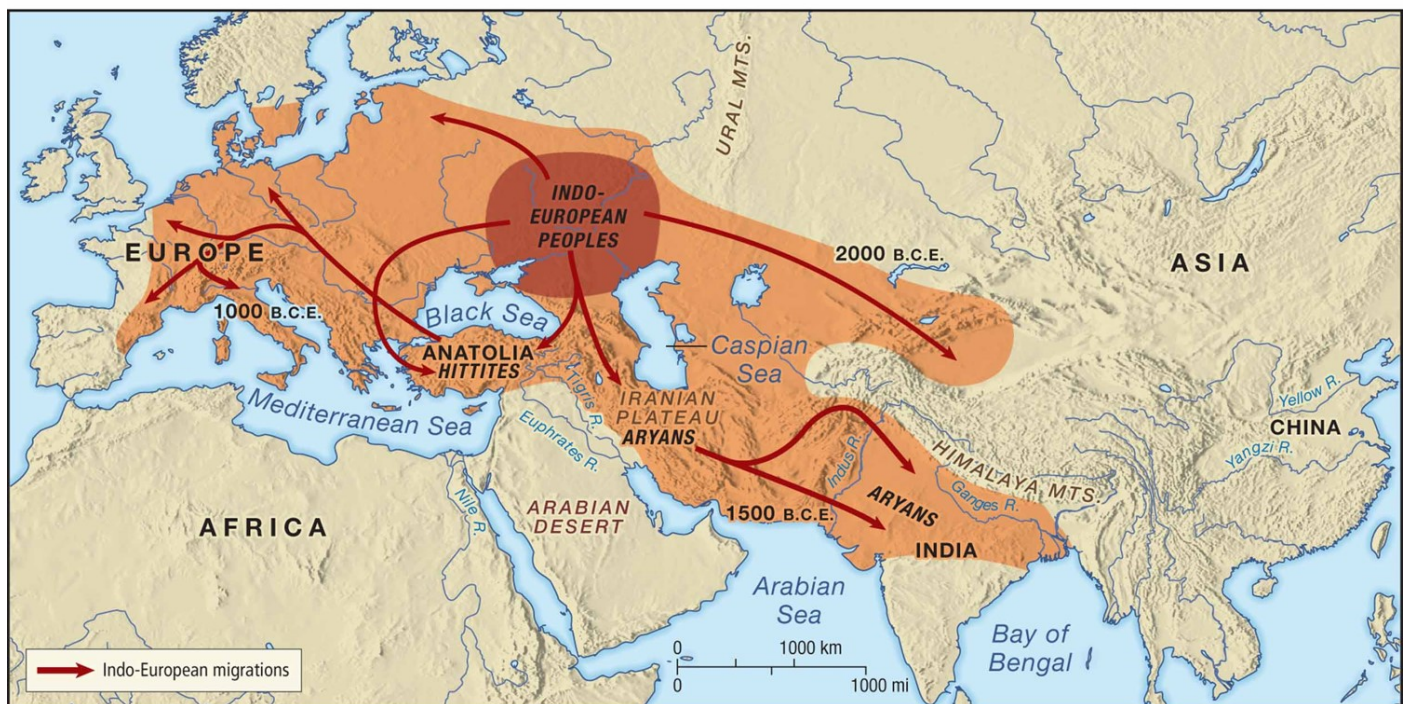 URAL MTS.
INDO-
EUROPEAN
PEOPLES
EUROPE
2000 B.C.E.
ASIA
1000 B.C.E.
Black Sea
ANATOLIA
HITTITES
Caspian
Sea
Mediterranean Sea
Tigris R.
IRANIAN
PLATEAU
ARYANS
Euphrates R.
Yellow R.
CHINA
Yangzi R.
HIMALAYA MTS.
Indus R.
Ganges R.
ARYANS
Nile R.
AFRICA
ARABIAN
DESERT
1500 B.C.E.
INDIA
Arabian
Sea
Bay of
Bengal
0 1000 km
0 1000 mi
Indo-European migrations